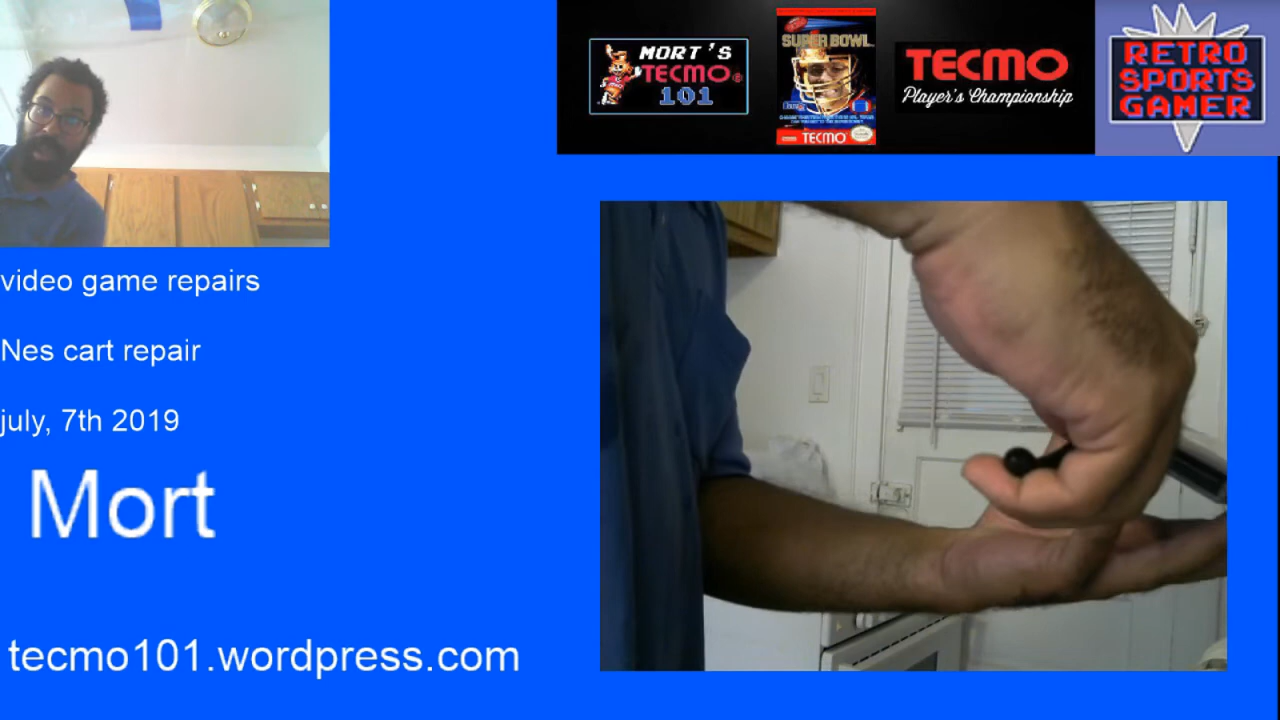 MORT'S
TECMO®
101
SUPER BOWL
TECMO
TECMO
Player's Championship
RETRO
SPORTS
GAMER
video game repairs
Nes cart repair
july, 7th 2019
Mort
tecmo101.wordpress.com